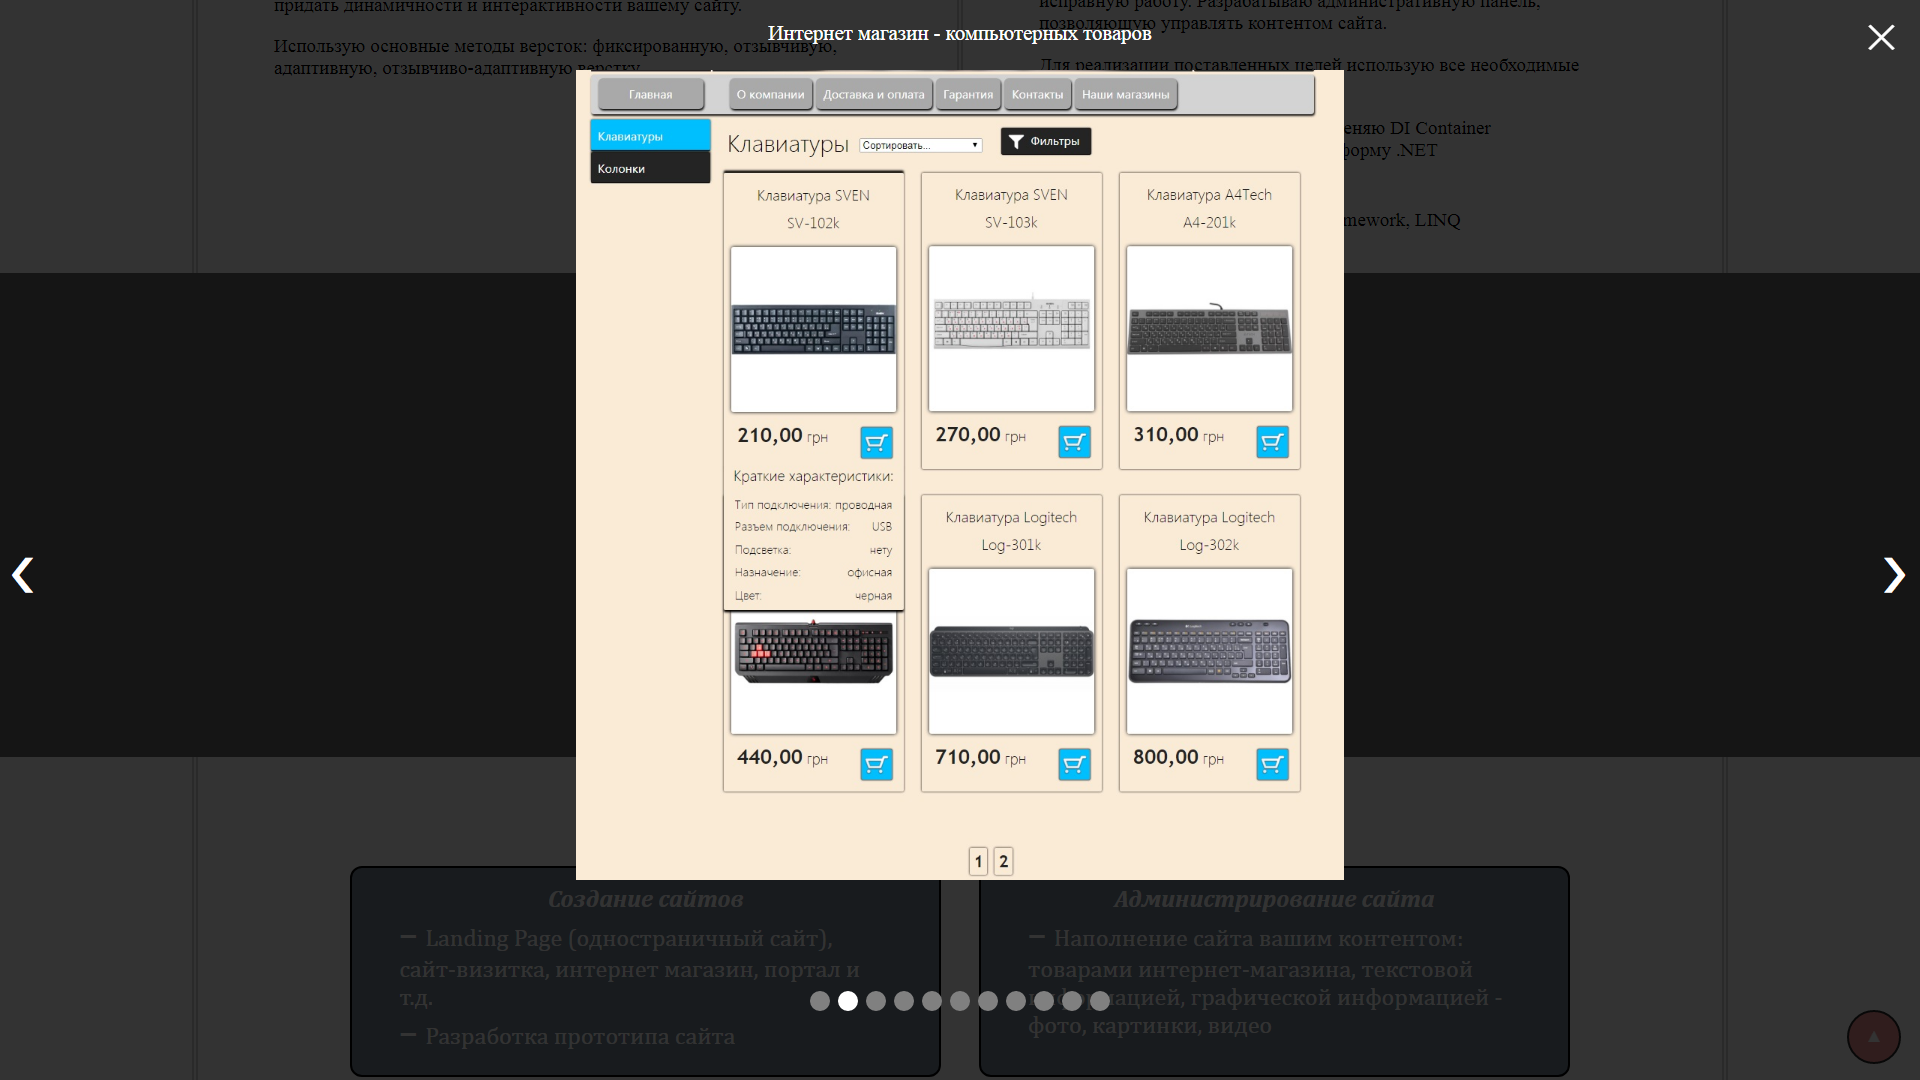 придать динамичности и интерактивности вашему сайту.
Использую основные методы версток: фиксированную, отзывчивую,
адаптивную, отзывчиво-адаптивную верстку
исправную работу. Разрабатываю административную панель,
позволяющую управлять контентом сайта.
Для реализации поставленных целей использую все необходимые
еняю DI Container
форму .NET
mework, LINQ
Интернет магазин - компьютерных товаров
Главная
О компании
Доставка и оплата
Гарантия
Контакты
Наши магазины
Клавиатуры
Колонки
Клавиатуры
Сортировать...
Фильтры
Клавиатура SVEN
SV-102k
210,00 грн
Краткие характеристики:
Тип подключения: проводная
Разъем подключения: USB
Подсветка: нету
Назначение: офисная
Цвет: черная
Клавиатура SVEN
SV-103k
270,00 грн
Клавиатура A4Tech
A4-201k
310,00 грн
440,00 грн
Клавиатура Logitech
Log-301k
710,00 грн
Клавиатура Logitech
Log-302k
800,00 грн
1 2
Создание сайтов
— Landing Page (одностраничный сайт),
сайт-визитка, интернет магазин, портал и
т.д.
— Разработка прототипа сайта
Администрирование сайта
— Наполнение сайта вашим контентом:
товарами интернет-магазина, текстовой
информацией, графической информацией -
фото, картинки, видео